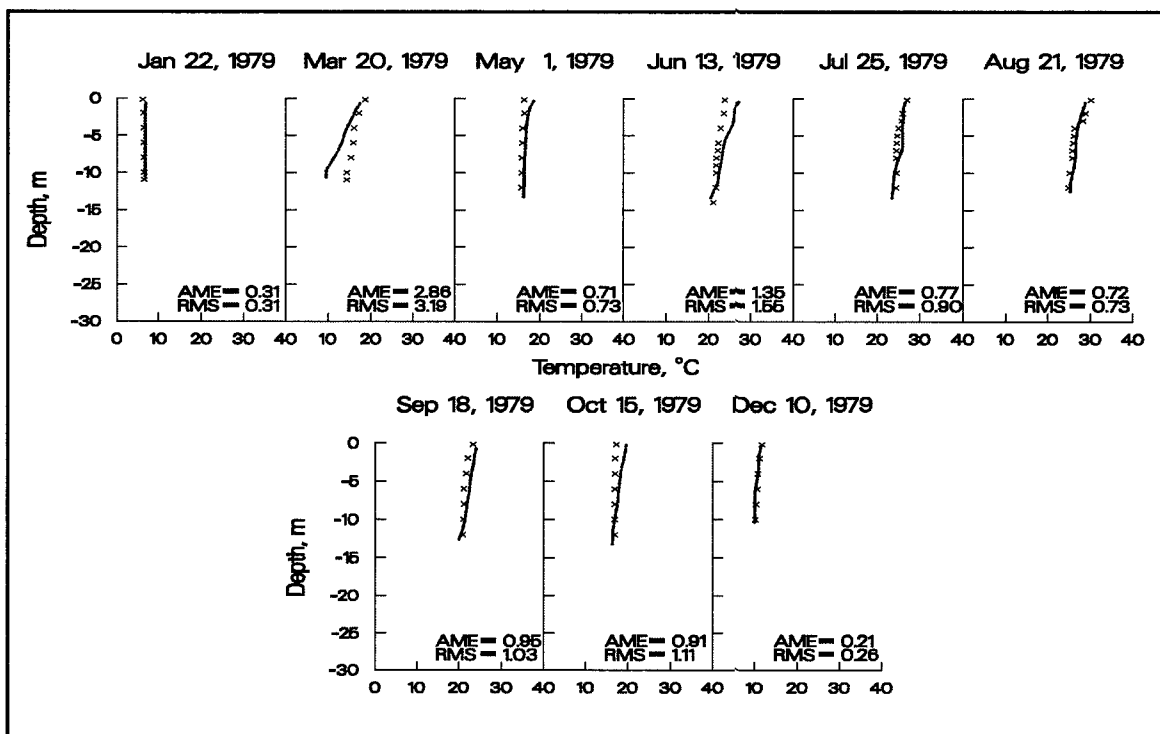 Jan 22, 1979 Mar 20, 1979 May 1, 1979 Jun 13, 1979 Jul 25, 1979 Aug 21, 1979
0
-5
-10
-15
-20
-25
-30
Depth, m
AME= 0.31 AME= 2.86 AME= 0.71 AME= 1.35 AME= 0.77 AME= 0.72
RMS= 0.31 RMS= 3.19 RMS= 0.73 RMS= 1.55 RMS= 0.90 RMS= 0.73
0 10 20 30 0 10 20 30 40 10 20 30 40 10 20 30 40 10 20 30 40 10 20 30 40
Temperature, °C
Sep 18, 1979 Oct 15, 1979 Dec 10, 1979
0
-5
-10
-15
-20
-25
-30
Depth, m
AME= 0.95 AME= 0.91 AME= 0.21
RMS= 1.03 RMS= 1.11 RMS= 0.26
0 10 20 30 40 10 20 30 40 10 20 30 40